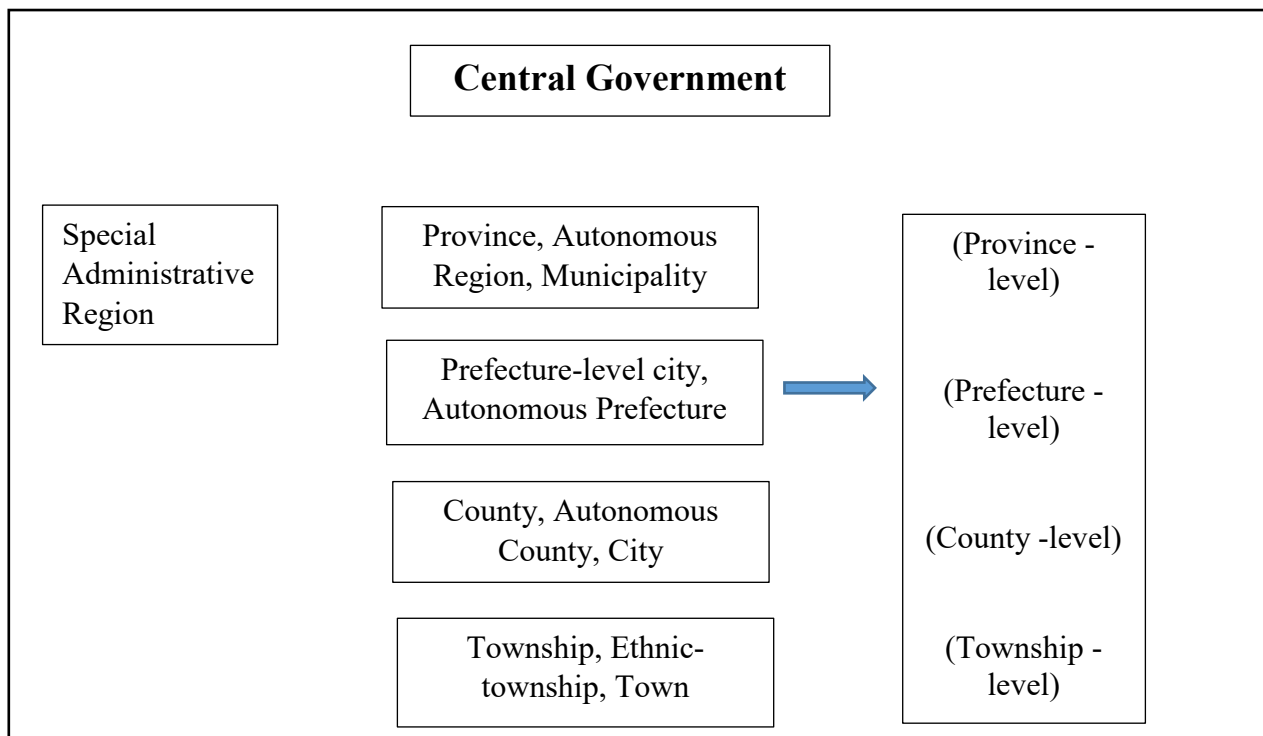 Central Government
Special
Administrative
Region
Province, Autonomous
Region, Municipality
(Province -
level)
Prefecture-level city,
Autonomous Prefecture
(Prefecture -
level)
County, Autonomous
County, City
(County -level)
Township, Ethnic-
township, Town
(Township -
level)